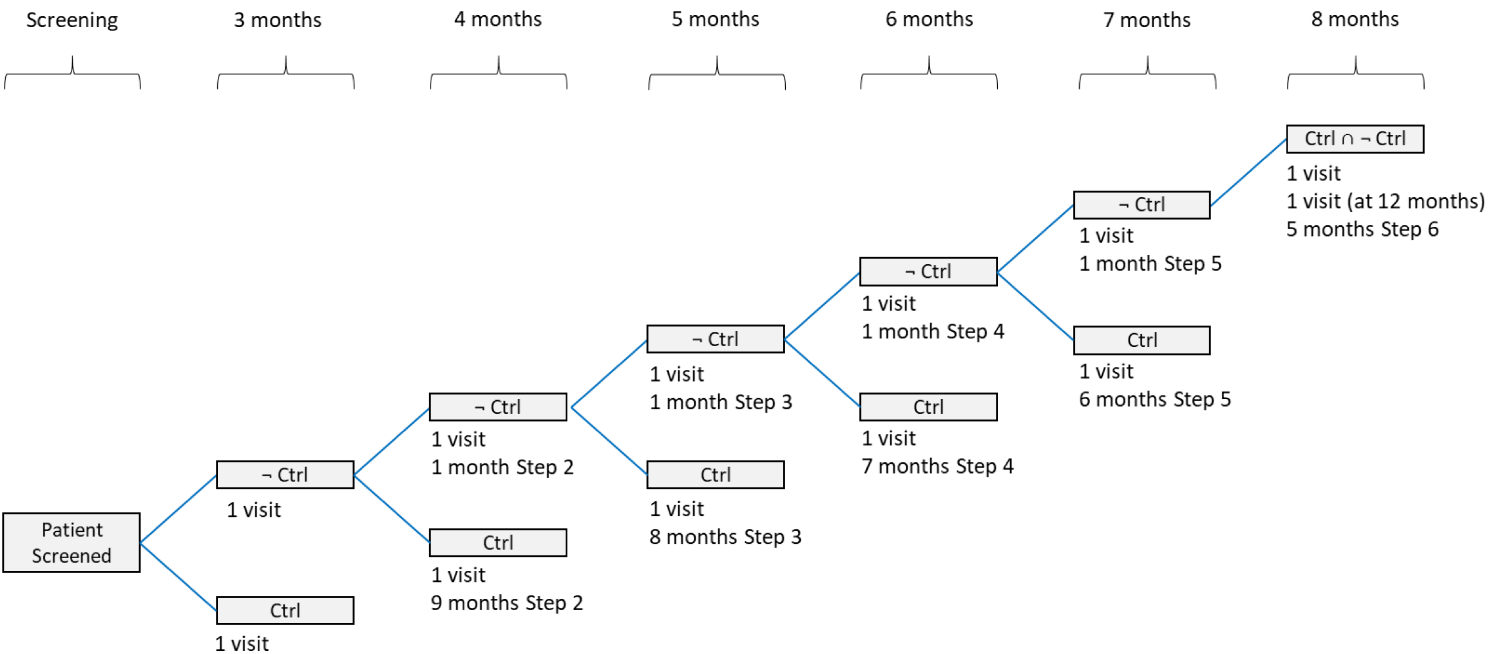 Screening
3 months
4 months
5 months
6 months
7 months
8 months
Ctrl ∩ ¬ Ctrl
1 visit
1 visit (at 12 months)
5 months Step 6
¬ Ctrl
1 visit
1 month Step 5
¬ Ctrl
1 visit
1 month Step 4
Ctrl
1 visit
6 months Step 5
¬ Ctrl
1 visit
1 month Step 3
Ctrl
1 visit
7 months Step 4
¬ Ctrl
1 visit
1 month Step 2
Ctrl
1 visit
8 months Step 3
¬ Ctrl
1 visit
Patient
Screened
Ctrl
1 visit
9 months Step 2
Ctrl
1 visit